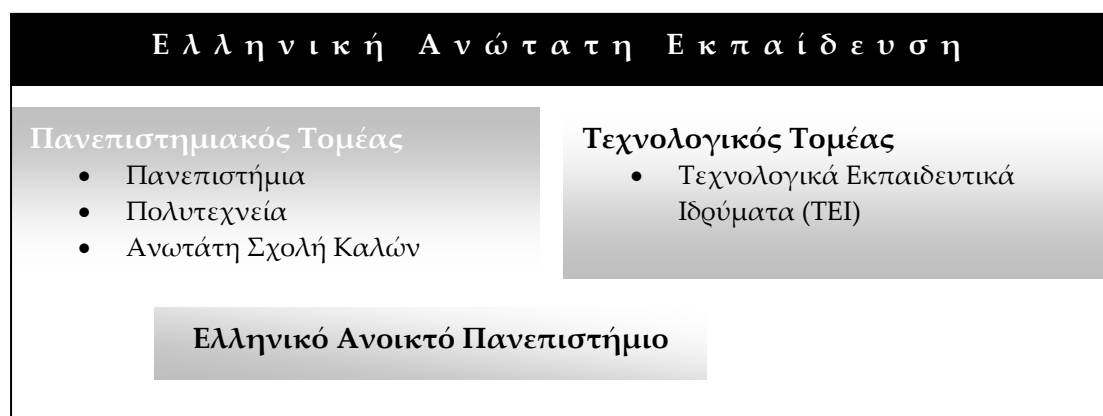 Ελληνική Ανώτατη Εκπαίδευση
Πανεπιστημιακός Τομέας
• Πανεπιστήμια
• Πολυτεχνεία
• Ανωτάτη Σχολή Καλών
Τεχνολογικός Τομέας
• Τεχνολογικά Εκπαιδευτικά
Ιδρύματα (ΤΕΙ)
Ελληνικό Ανοικτό Πανεπιστήμιο